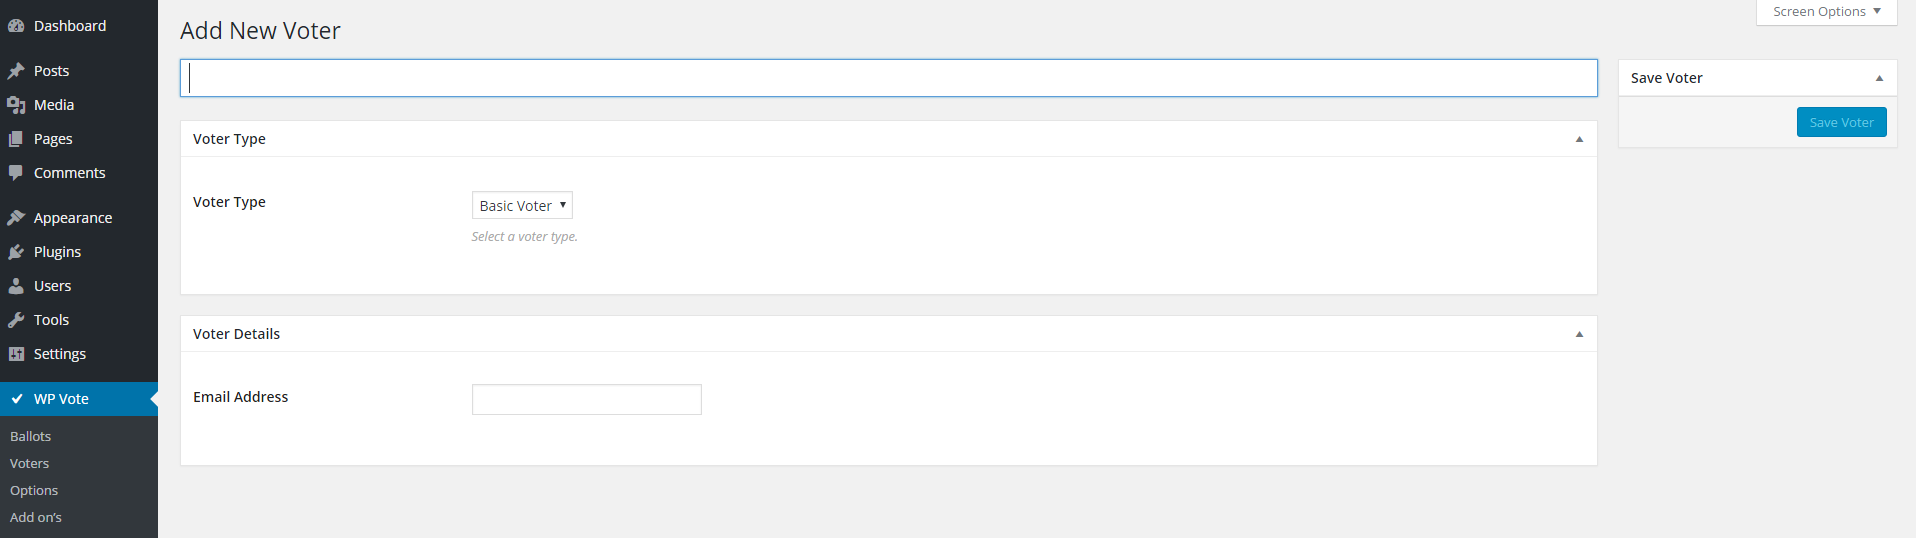 Dashboard
Posts
Media
Pages
Comments
Appearance
Plugins
Users
Tools
Settings
WP Vote
Ballots
Voters
Options
Add on's
Screen Options
Add New Voter
Voter Type
Voter Type
Basic Voter
Select a voter type.
Voter Details
Email Address
Save Voter
Save Voter